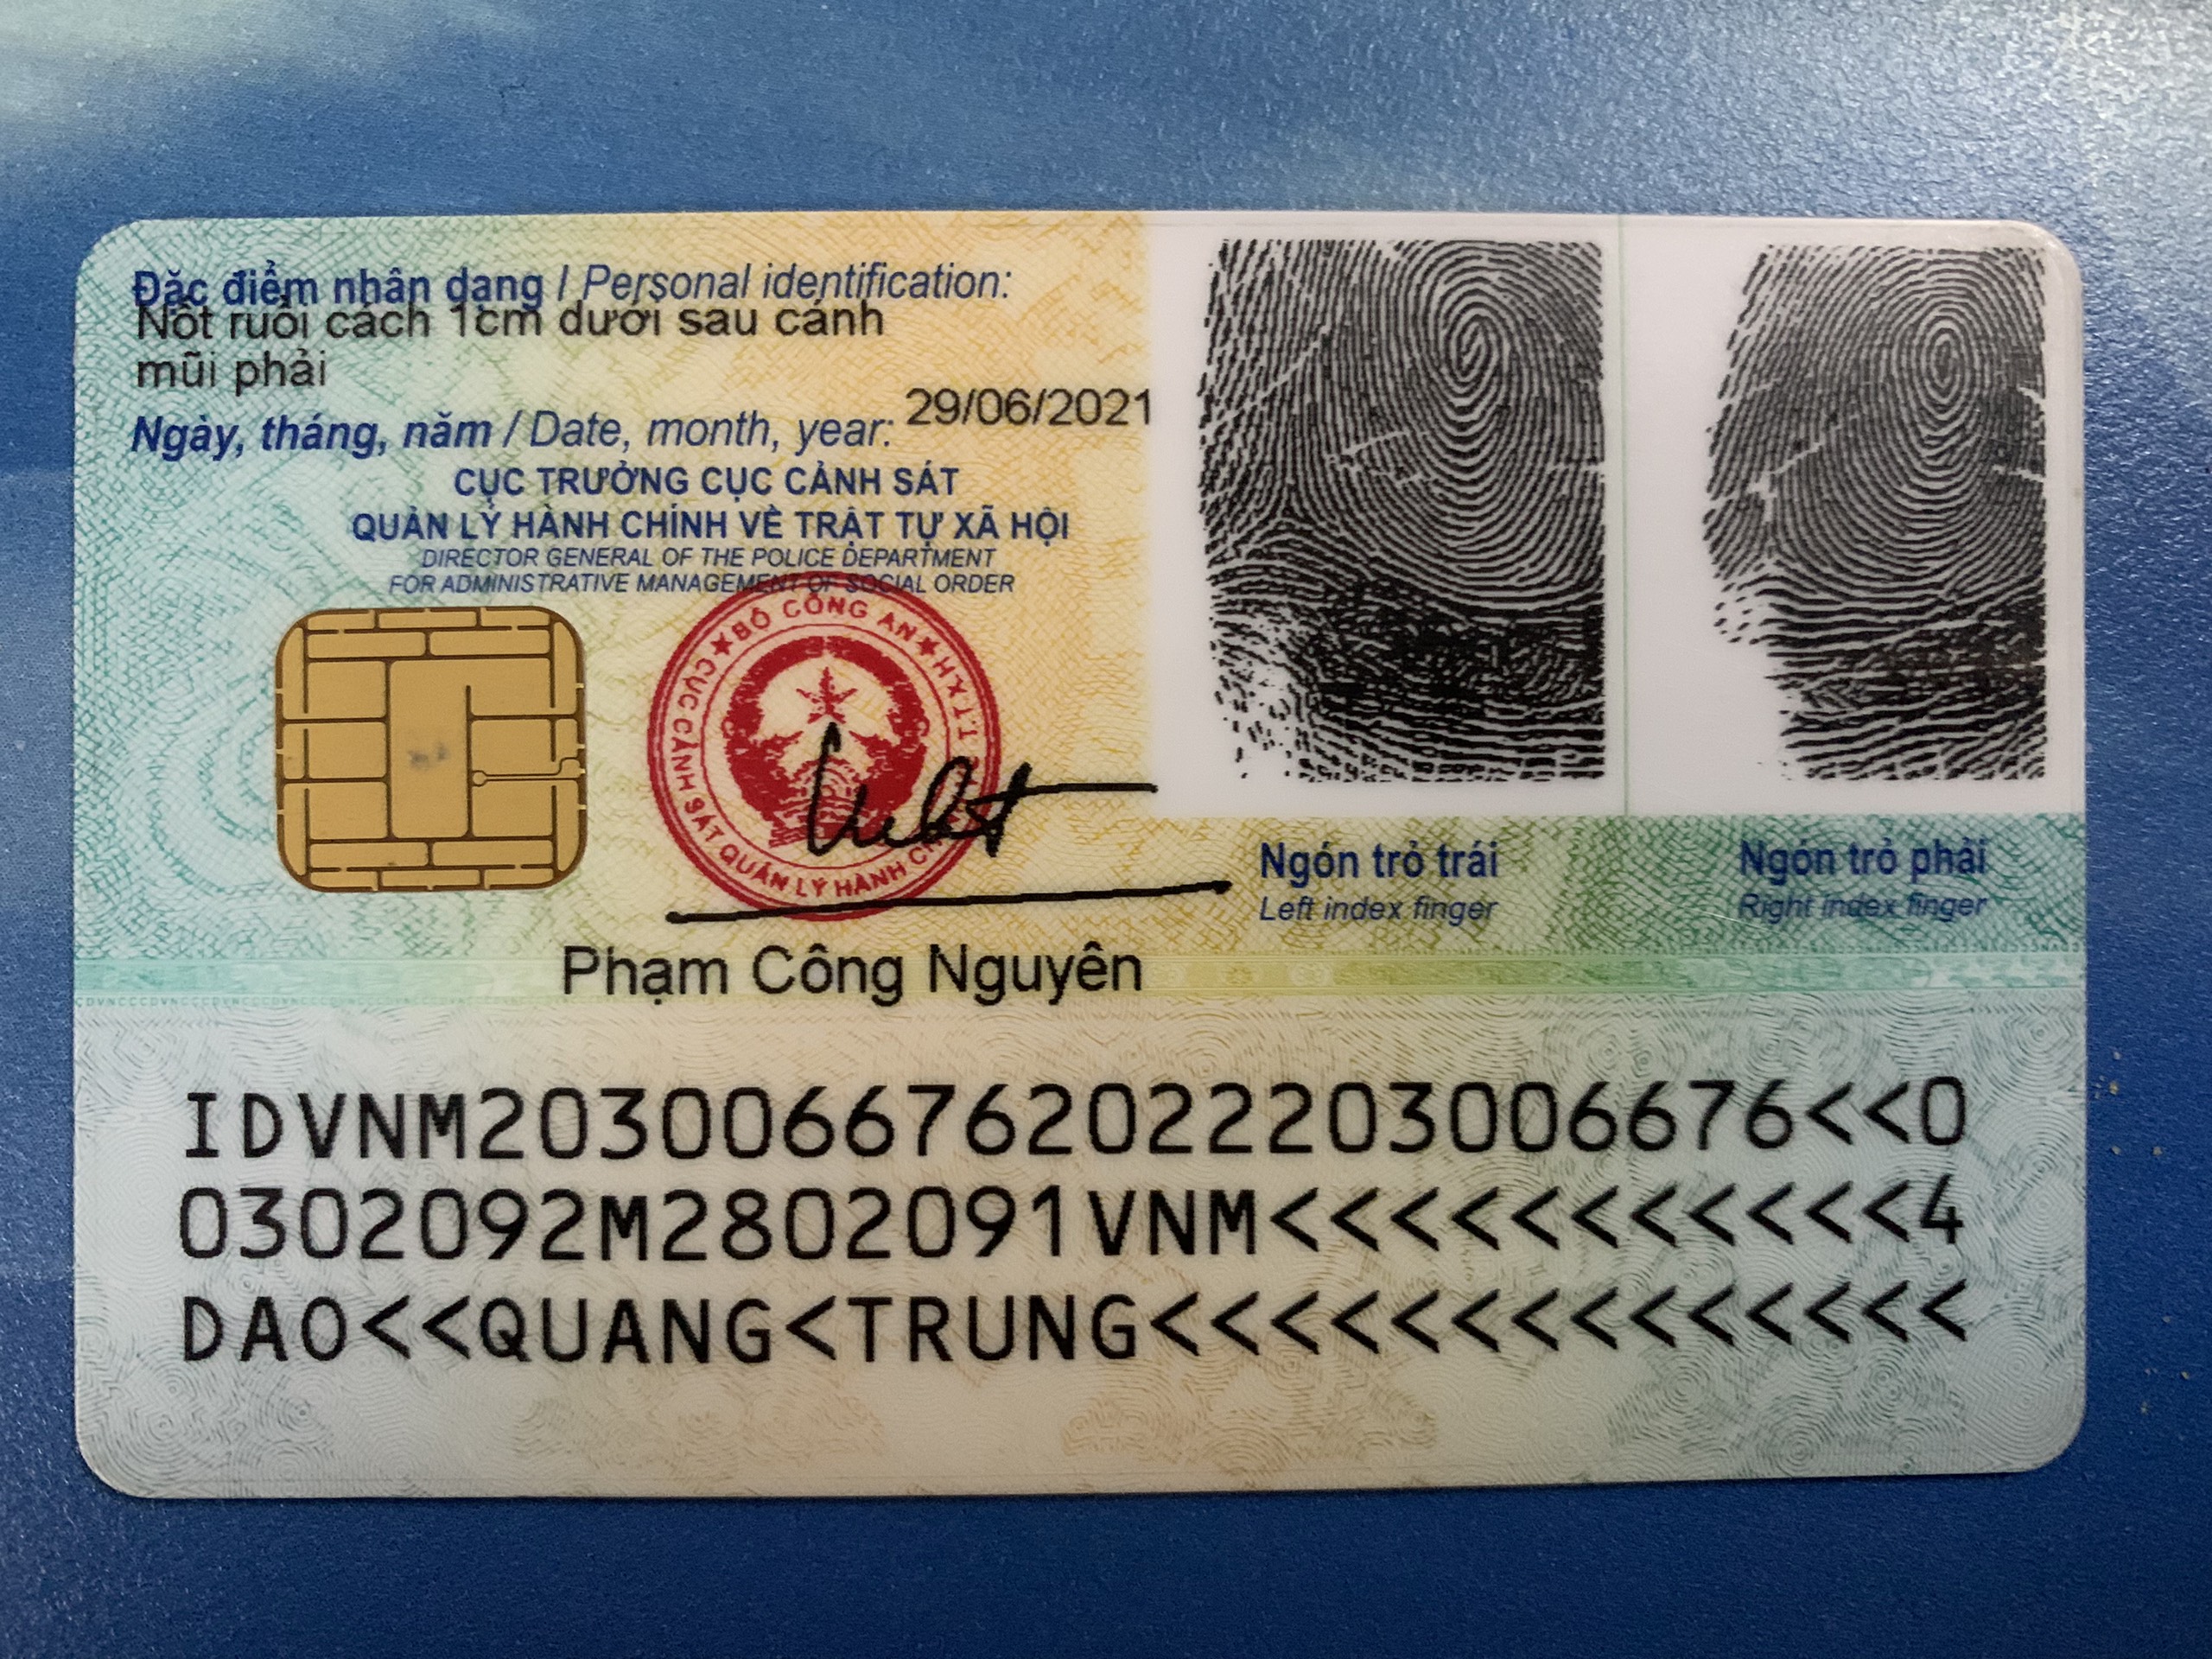 Đặc điểm nhân dạng / Personal identification:
Nốt ruồi cách 1cm dưới sau cánh
mũi phải
Ngày, tháng, năm / Date, month, year: 29/06/2021
CỤC TRƯỞNG CỤC CẢNH SÁT
QUẢN LÝ HÀNH CHÍNH VỀ TRẬT TỰ XÃ HỘI
DIRECTOR GENERAL OF THE POLICE DEPARTMENT
FOR ADMINISTRATIVE MANAGEMENT OF SOCIAL ORDER
BỘ CÔNG AN
CỤC CẢNH SÁT QUẢN LÝ HÀNH
Phạm Công Nguyên
Ngón trỏ trái
Left index finger
Ngón trỏ phải
Right index finger
IDVNM2030066762022203006676<<0
0302092M2802091VNM<<<<<<<<<<<4
DAO<<QUANG<TRUNG<<<<<<<<<<<<<<